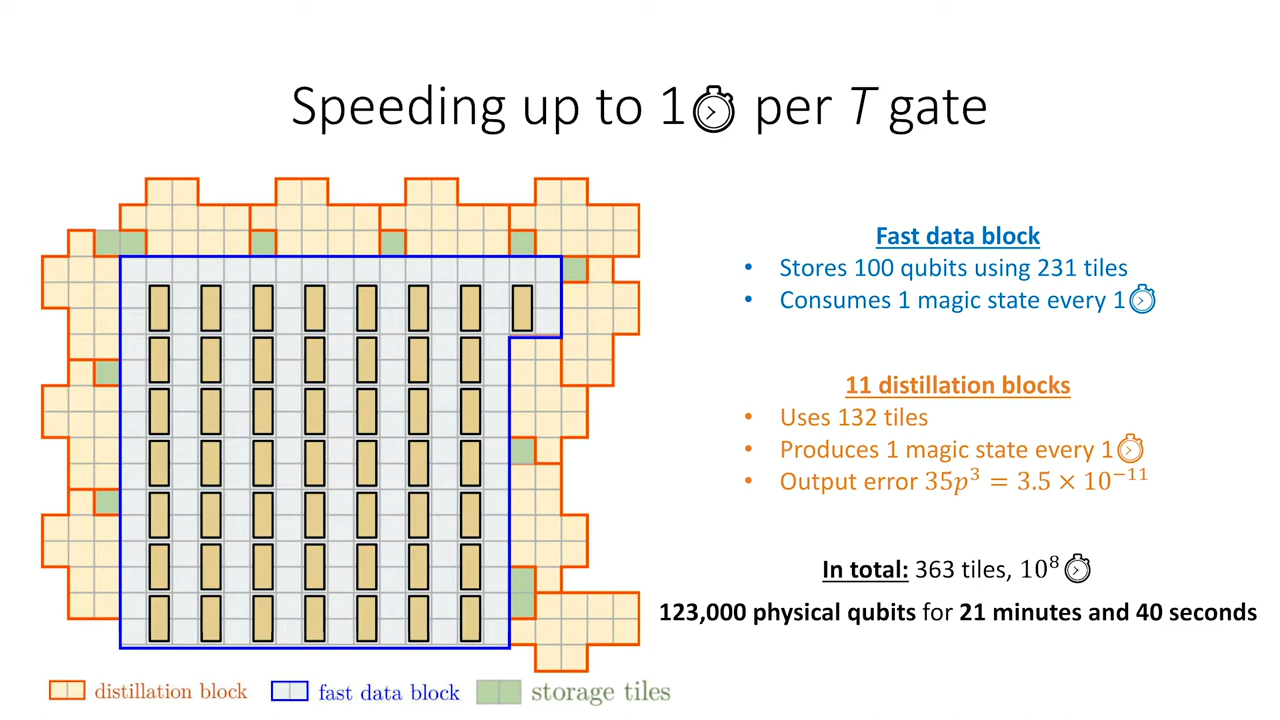 Speeding up to 1⏱ per T gate
Fast data block
• Stores 100 qubits using 231 tiles
• Consumes 1 magic state every 1⏱
11 distillation blocks
• Uses 132 tiles
• Produces 1 magic state every 1⏱
• Output error 35p³ = 3.5 × 10⁻¹¹
In total: 363 tiles, 10⁸⏱
123,000 physical qubits for 21 minutes and 40 seconds
distillation block
fast data block
storage tiles